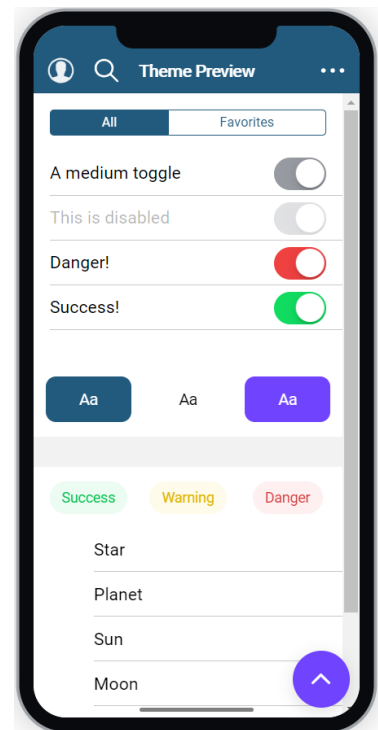 Theme Preview
All Favorites
A medium toggle
This is disabled
Danger!
Success!
Aa Aa Aa
Success Warning Danger
Star
Planet
Sun
Moon